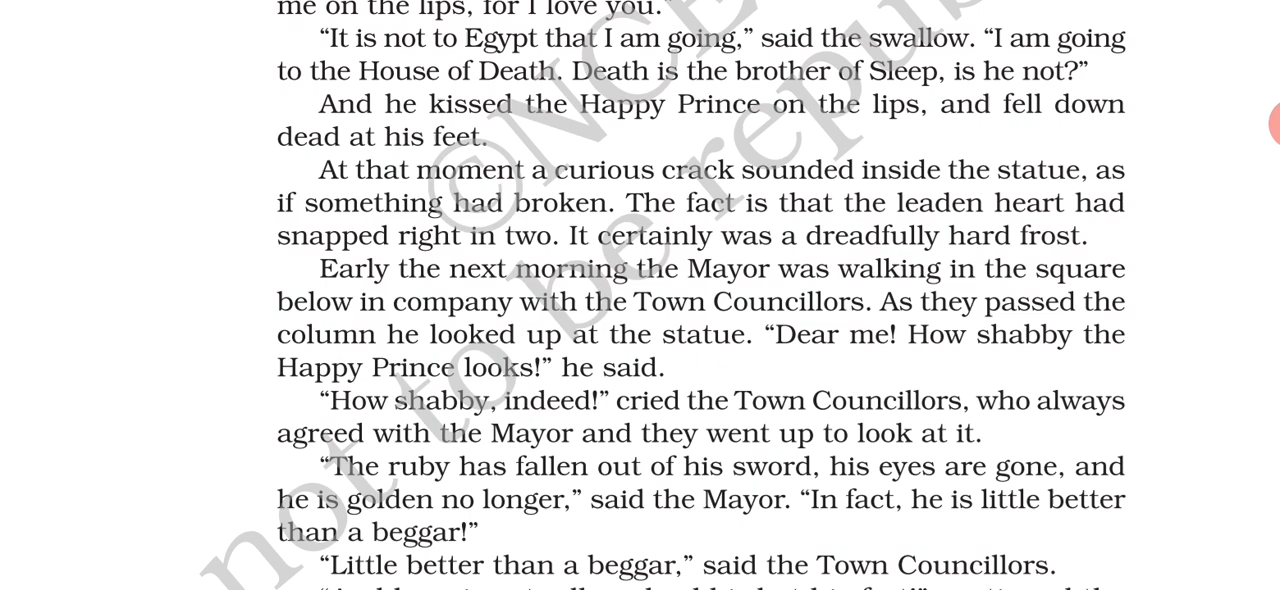 me on the lips, for I love you.”
“It is not to Egypt that I am going,” said the swallow. “I am going
to the House of Death. Death is the brother of Sleep, is he not?”
And he kissed the Happy Prince on the lips, and fell down
dead at his feet.
At that moment a curious crack sounded inside the statue, as
if something had broken. The fact is that the leaden heart had
snapped right in two. It certainly was a dreadfully hard frost.
Early the next morning the Mayor was walking in the square
below in company with the Town Councillors. As they passed the
column he looked up at the statue. “Dear me! How shabby the
Happy Prince looks!” he said.
“How shabby, indeed!” cried the Town Councillors, who always
agreed with the Mayor and they went up to look at it.
“The ruby has fallen out of his sword, his eyes are gone, and
he is golden no longer,” said the Mayor. “In fact, he is little better
than a beggar!”
“Little better than a beggar,” said the Town Councillors.
©NCE
not to be repub